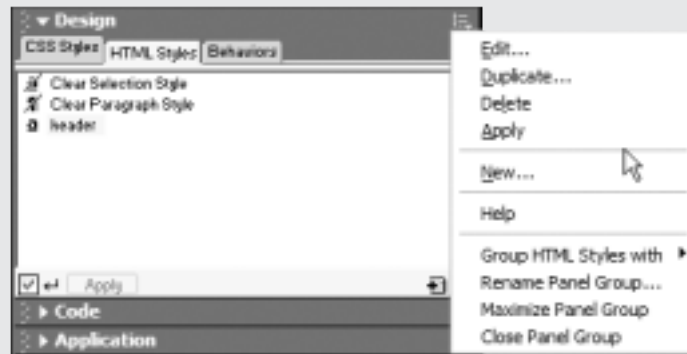 Design
CSS Styles HTML Styles Behaviors
Clear Selection Style
Clear Paragraph Style
header
Apply
Code
Application
Edit...
Duplicate...
Delete
Apply
New...
Help
Group HTML Styles with
Rename Panel Group...
Maximize Panel Group
Close Panel Group